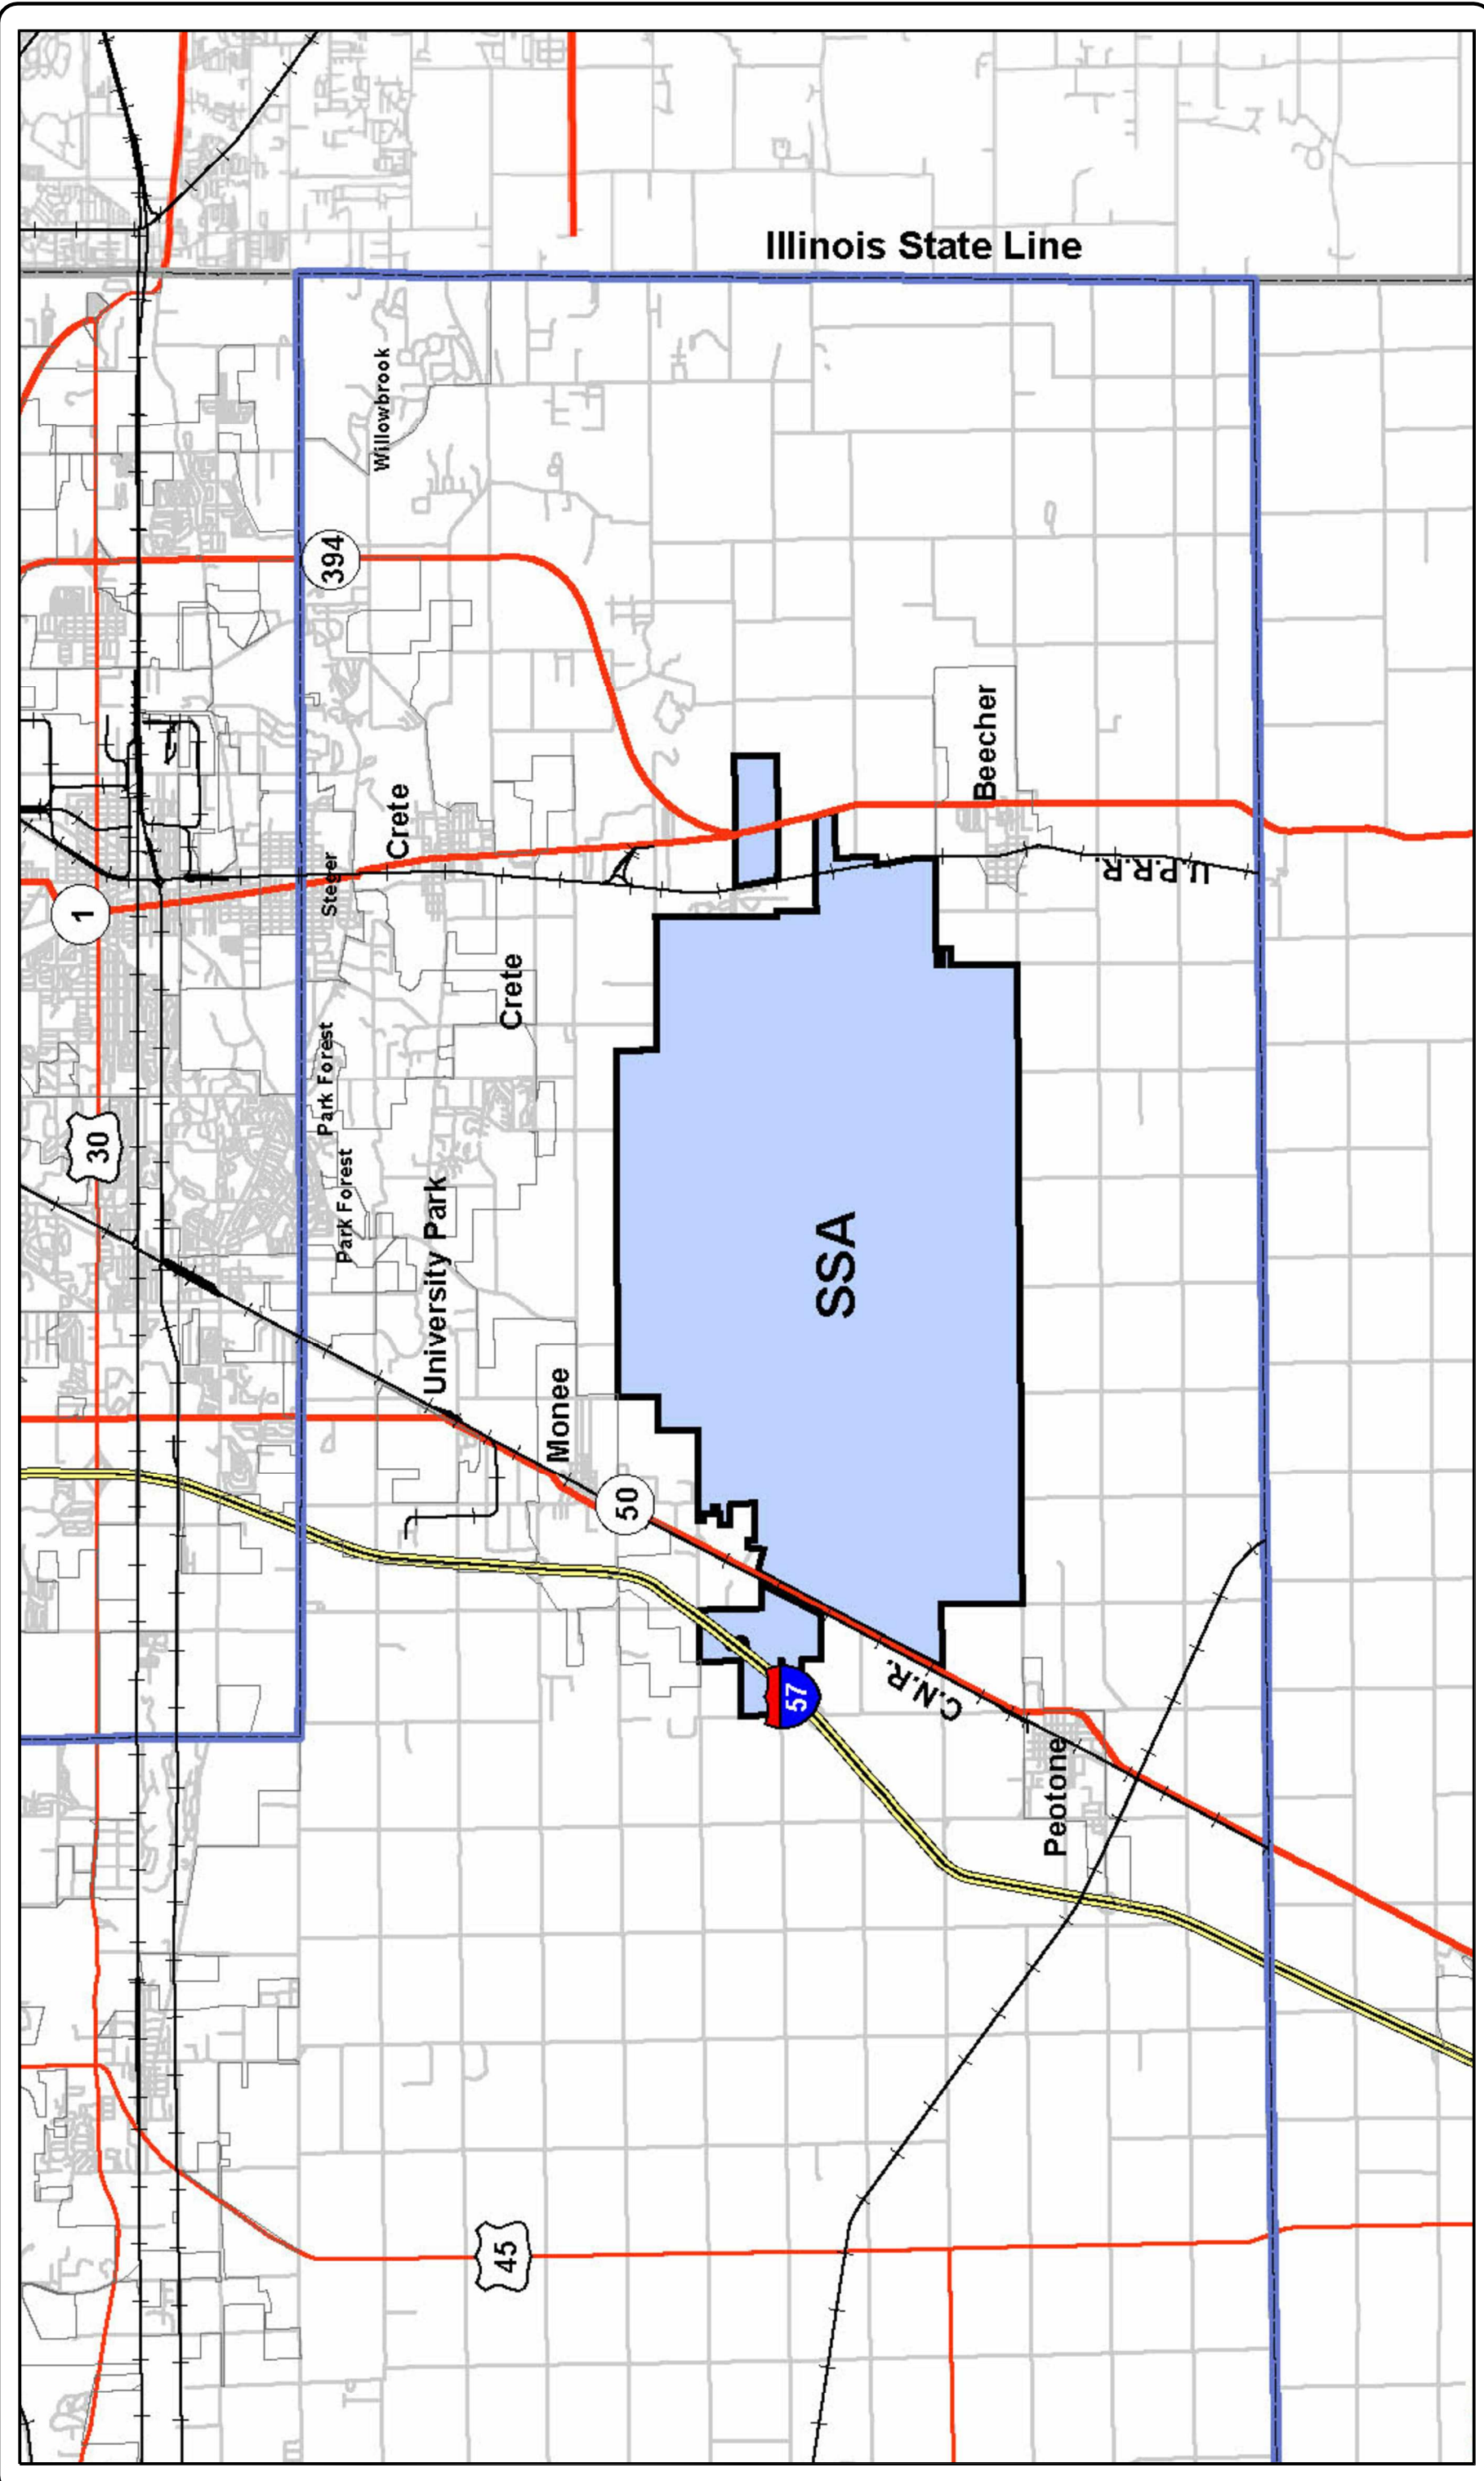 Illinois State Line
Willowbrook
394
Beecher
Crete
U.P.R.R.
Steger
1
Crete
Park Forest
30
Park Forest
University Park
SSA
Monee
50
57
C.N.R.
Peotone
45